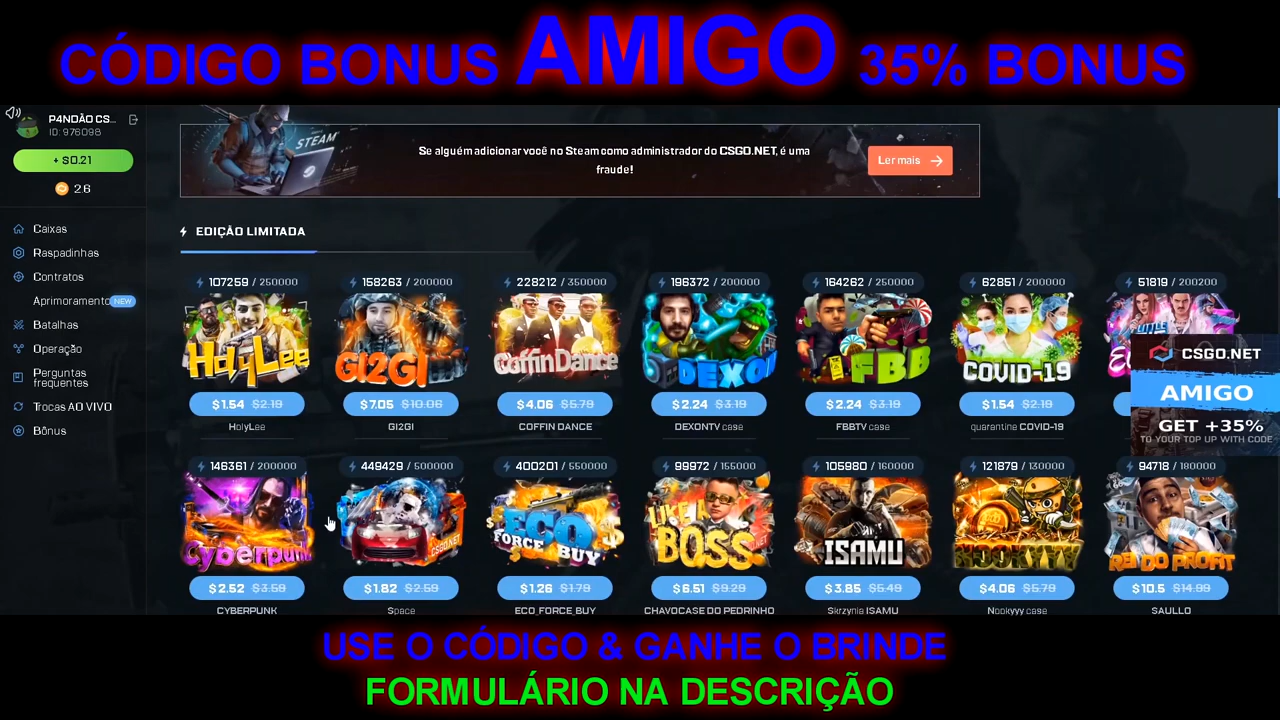 CÓDIGO BONUS AMIGO 35% BONUS
P4NDÃO CS...
ID: 976098
+ $0.21
2.6
Caixas
Raspadinhas
Contratos
Aprimoramento NEW
Batalhas
Operação
Perguntas
frequentes
Trocas AO VIVO
Bônus
STEAM
Se alguém adicionar você no Steam como administrador do CSGO.NET, é uma
fraude!
Ler mais
EDIÇÃO LIMITADA
107259 / 250000
158263 / 200000
228212 / 350000
196372 / 200000
164262 / 250000
62851 / 200000
51819 / 200200
HolyLee
GI2GI
Coffin Dance
DEXO
FBB
COVID-19
LITTLE
$1.54 $2.19
$7.05 $10.06
$4.06 $5.79
$2.24 $3.19
$2.24 $3.19
$1.54 $2.19
HolyLee
GI2GI
COFFIN DANCE
DEXONTV case
FBBTV case
quarantine COVID-19
CSGO.NET
AMIGO
GET +35%
TO YOUR TOP UP WITH CODE
146361 / 200000
449429 / 500000
400201 / 550000
99972 / 155000
105980 / 160000
121879 / 130000
94718 / 180000
Cyberpunk
CSGO.NET
ECO
FORCE BUY
LIKE A
BOSS
ISAMU
NOOKYYY
REI DO PROFIT
$2.52 $3.59
$1.82 $2.59
$1.26 $1.79
$6.51 $9.29
$3.85 $5.49
$4.06 $5.79
$10.5 $14.99
CYBERPUNK
Space
ECO_FORCE_BUY
CHAVOCASE DO PEDRINHO
Skrzynia ISAMU
Nookyyy case
SAULLO
USE O CÓDIGO & GANHE O BRINDE
FORMULÁRIO NA DESCRIÇÃO